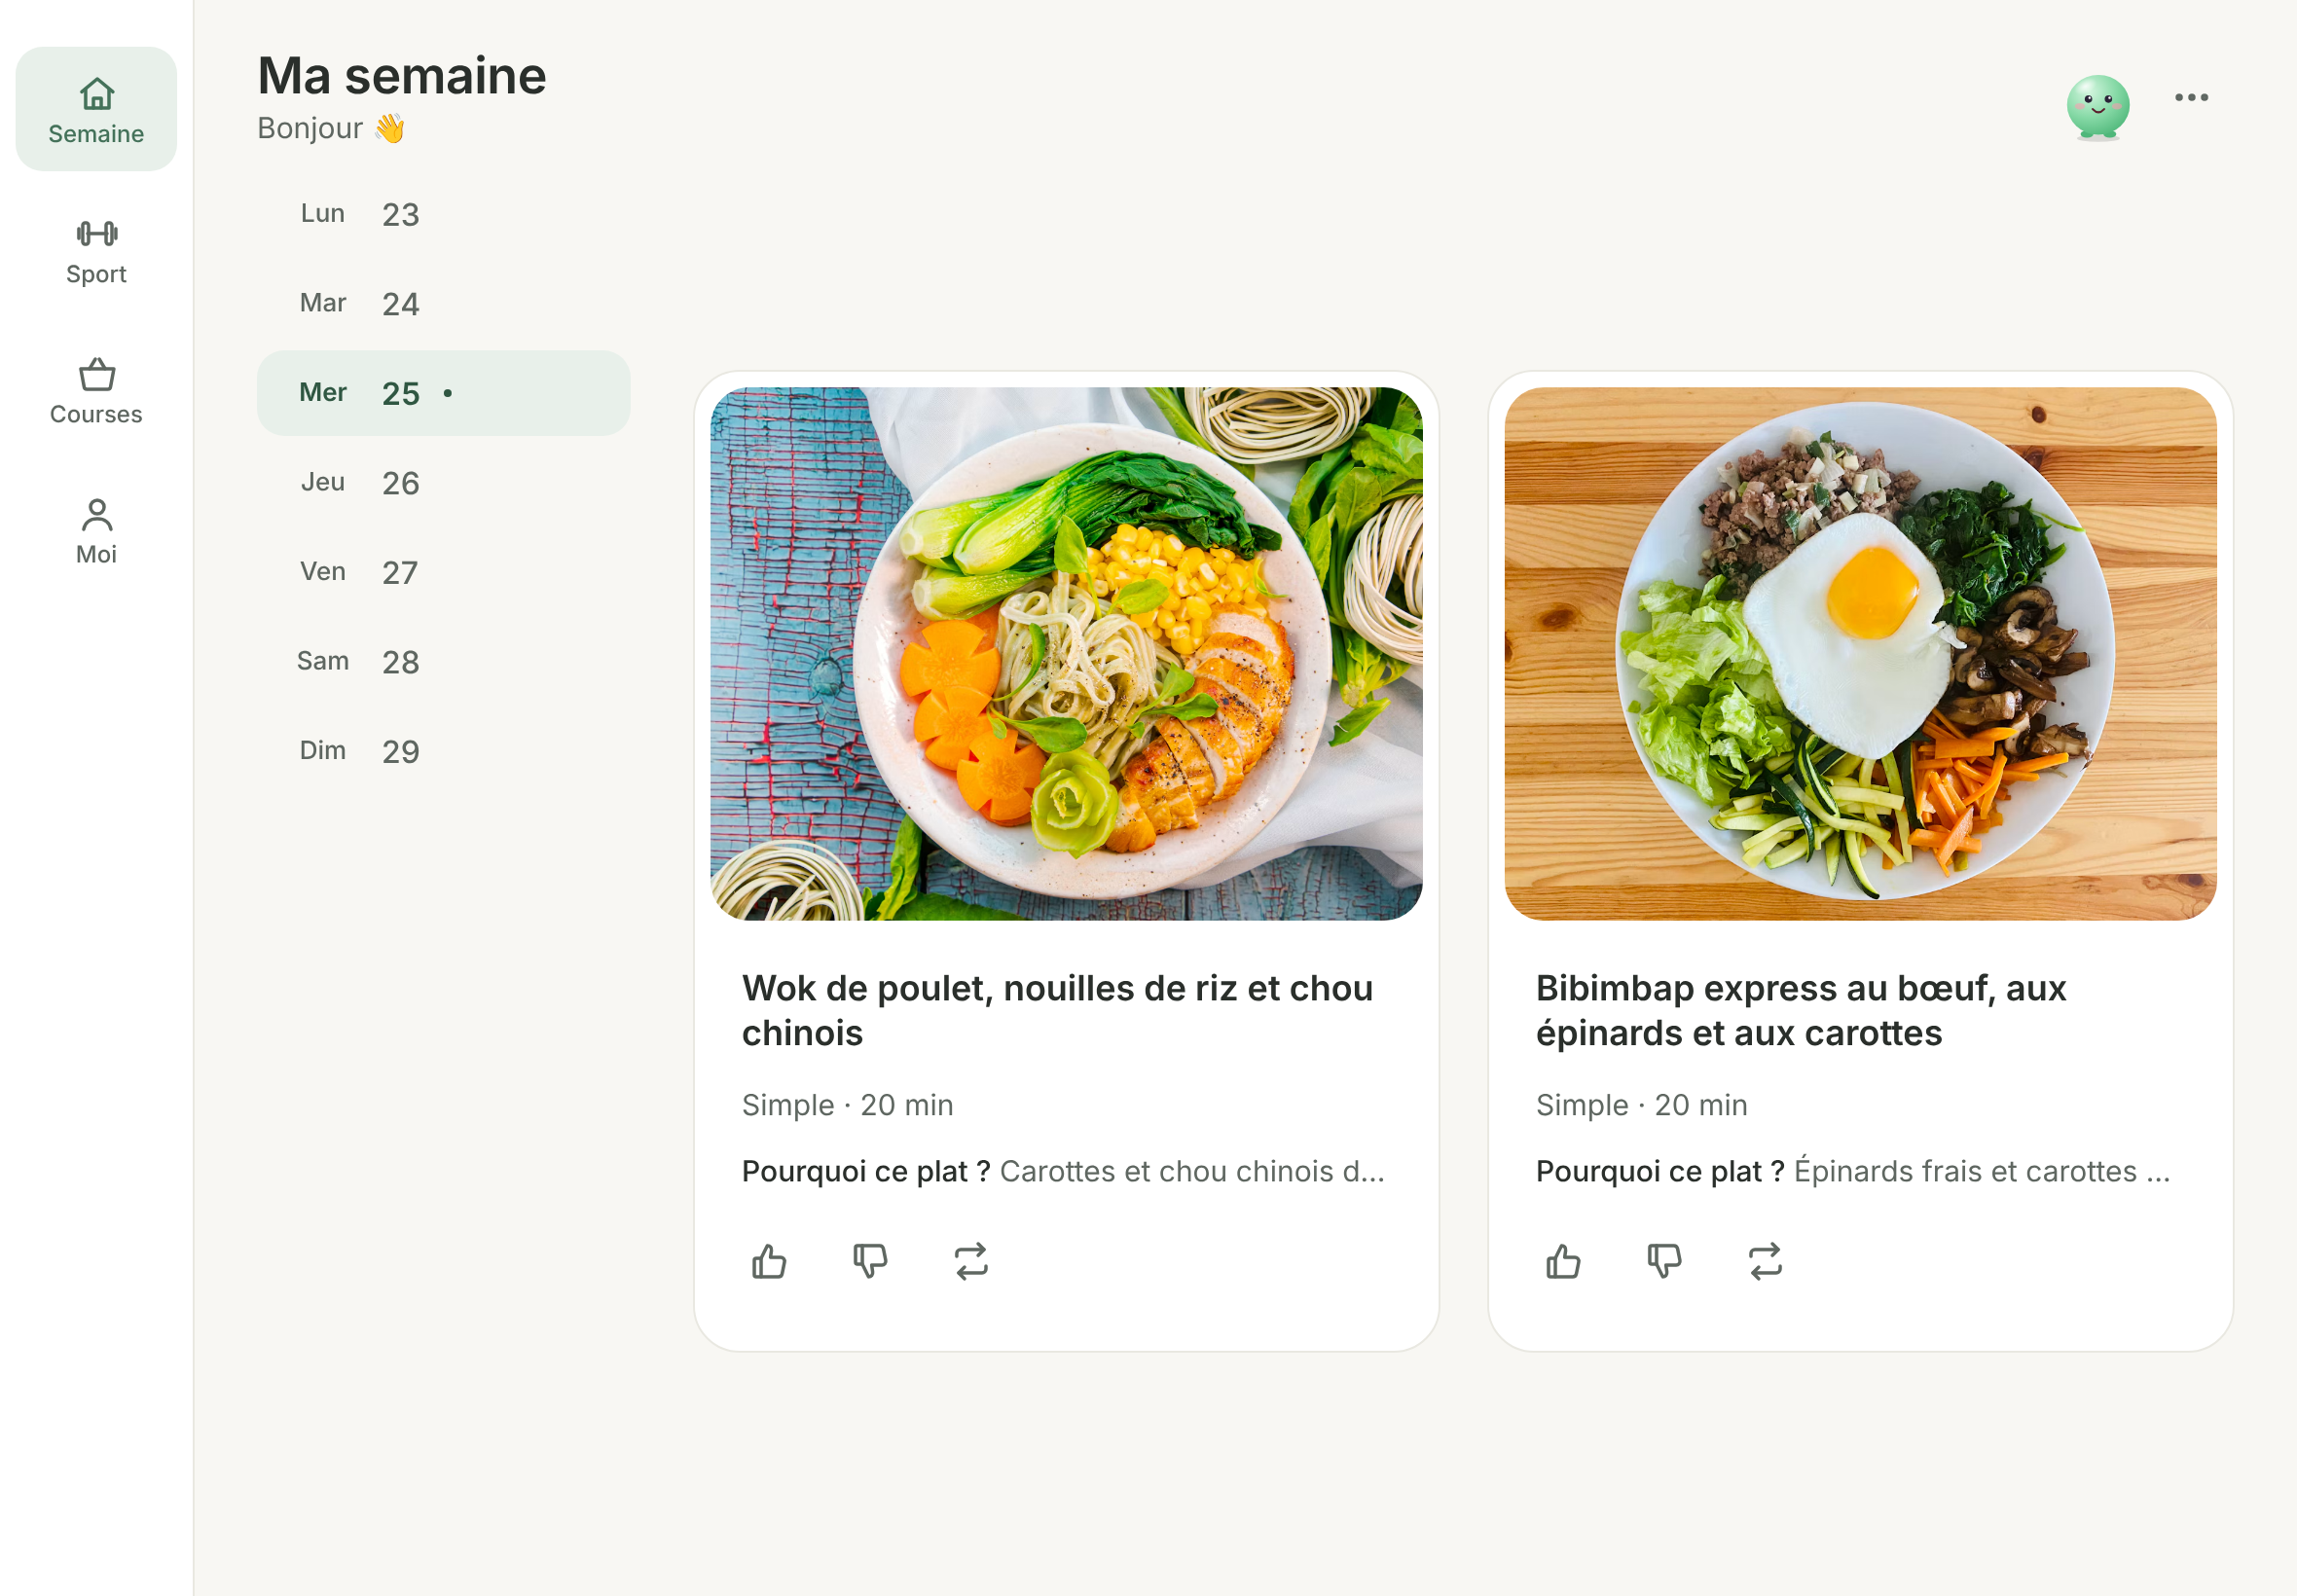 Semaine
Sport
Courses
Moi
Ma semaine
Bonjour 👋
Lun 23
Mar 24
Mer 25 •
Jeu 26
Ven 27
Sam 28
Dim 29
Wok de poulet, nouilles de riz et chou
chinois
Simple · 20 min
Pourquoi ce plat ? Carottes et chou chinois d...
Bibimbap express au bœuf, aux
épinards et aux carottes
Simple · 20 min
Pourquoi ce plat ? Épinards frais et carottes ...